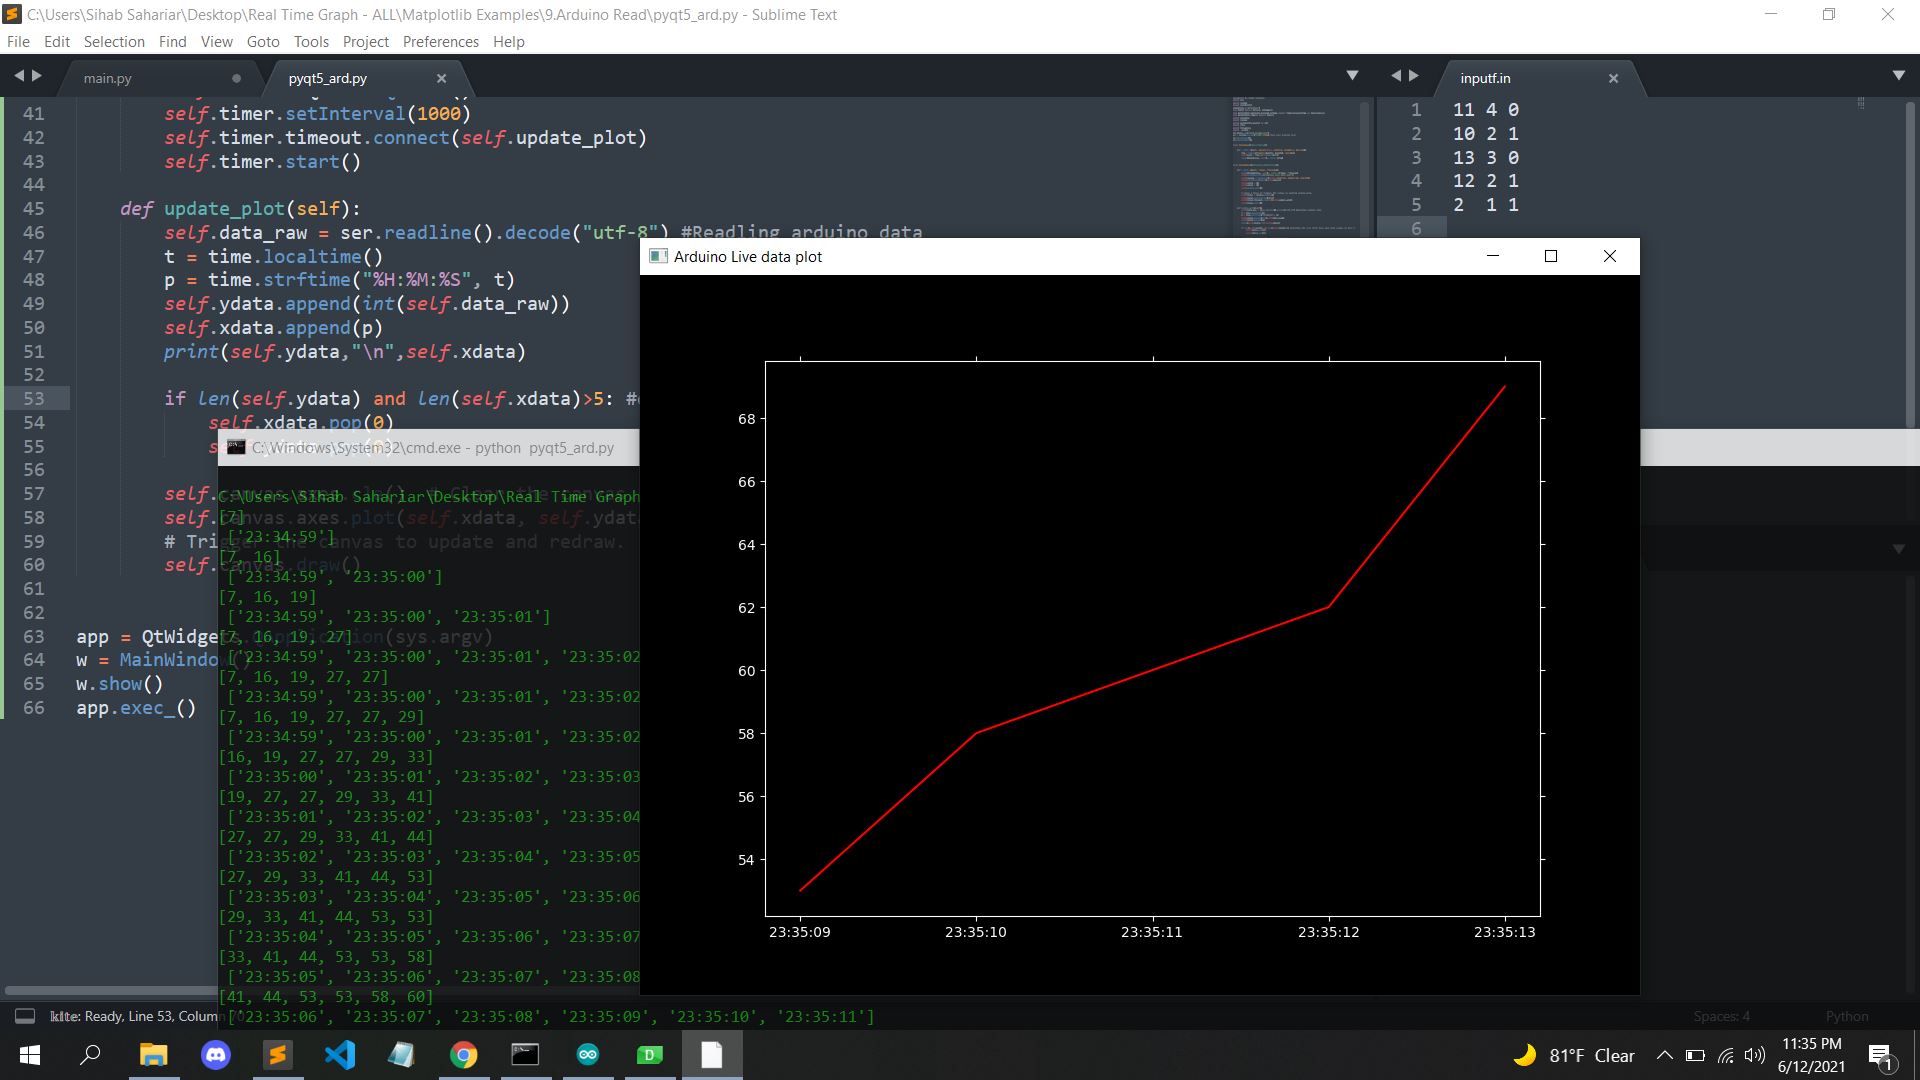 C:\Users\Sihab Sahariar\Desktop\Real Time Graph - ALL\Matplotlib Examples\9.Arduino Read\pyqt5_ard.py - Sublime Text
File Edit Selection Find View Goto Tools Project Preferences Help
main.py pyqt5_ard.py
41 self.timer.setInterval(1000)
42 self.timer.timeout.connect(self.update_plot)
43 self.timer.start()
44
45 def update_plot(self):
46 self.data_raw = ser.readline().decode("utf-8") #Readling arduino data
47 t = time.localtime()
48 p = time.strftime("%H:%M:%S", t)
49 self.ydata.append(int(self.data_raw))
50 self.xdata.append(p)
51 print(self.ydata,"\n",self.xdata)
52
53 if len(self.ydata) and len(self.xdata)>5: #
54 self.xdata.pop(0)
55
56
57 self.
58 self.canvas.axes.plot(self.xdata, self.ydat
59 # Trigger the canvas to update and redraw.
60 self.canvas.draw()
61
62
63 app = QtWidgets.QApplication(sys.argv)
64 w = MainWindow()
65 w.show()
66 app.exec_()
inputf.in
1 11 4 0
2 10 2 1
3 13 3 0
4 12 2 1
5 2 1 1
6
C:\Windows\System32\cmd.exe - python pyqt5_ard.py
C:\Users\Sihab Sahariar\Desktop\Real Time Graph
[7]
['23:34:59']
[7, 16]
['23:34:59', '23:35:00']
[7, 16, 19]
['23:34:59', '23:35:00', '23:35:01']
[7, 16, 19, 27]
['23:34:59', '23:35:00', '23:35:01', '23:35:02
[7, 16, 19, 27, 27]
['23:34:59', '23:35:00', '23:35:01', '23:35:02
[7, 16, 19, 27, 27, 29]
['23:34:59', '23:35:00', '23:35:01', '23:35:02
[16, 19, 27, 27, 29, 33]
['23:35:00', '23:35:01', '23:35:02', '23:35:03
[19, 27, 27, 29, 33, 41]
['23:35:01', '23:35:02', '23:35:03', '23:35:04
[27, 27, 29, 33, 41, 44]
['23:35:02', '23:35:03', '23:35:04', '23:35:05
[27, 29, 33, 41, 44, 53]
['23:35:03', '23:35:04', '23:35:05', '23:35:06
[29, 33, 41, 44, 53, 53]
['23:35:04', '23:35:05', '23:35:06', '23:35:07
[33, 41, 44, 53, 53, 58]
['23:35:05', '23:35:06', '23:35:07', '23:35:08
[41, 44, 53, 53, 58, 60]
['23:35:06', '23:35:07', '23:35:08', '23:35:09', '23:35:10', '23:35:11']
Arduino Live data plot
68
66
64
62
60
58
56
54
23:35:09 23:35:10 23:35:11 23:35:12 23:35:13
kite: Ready, Line 53, Column Spaces: 4 Python
81°F Clear
11:35 PM
6/12/2021
1